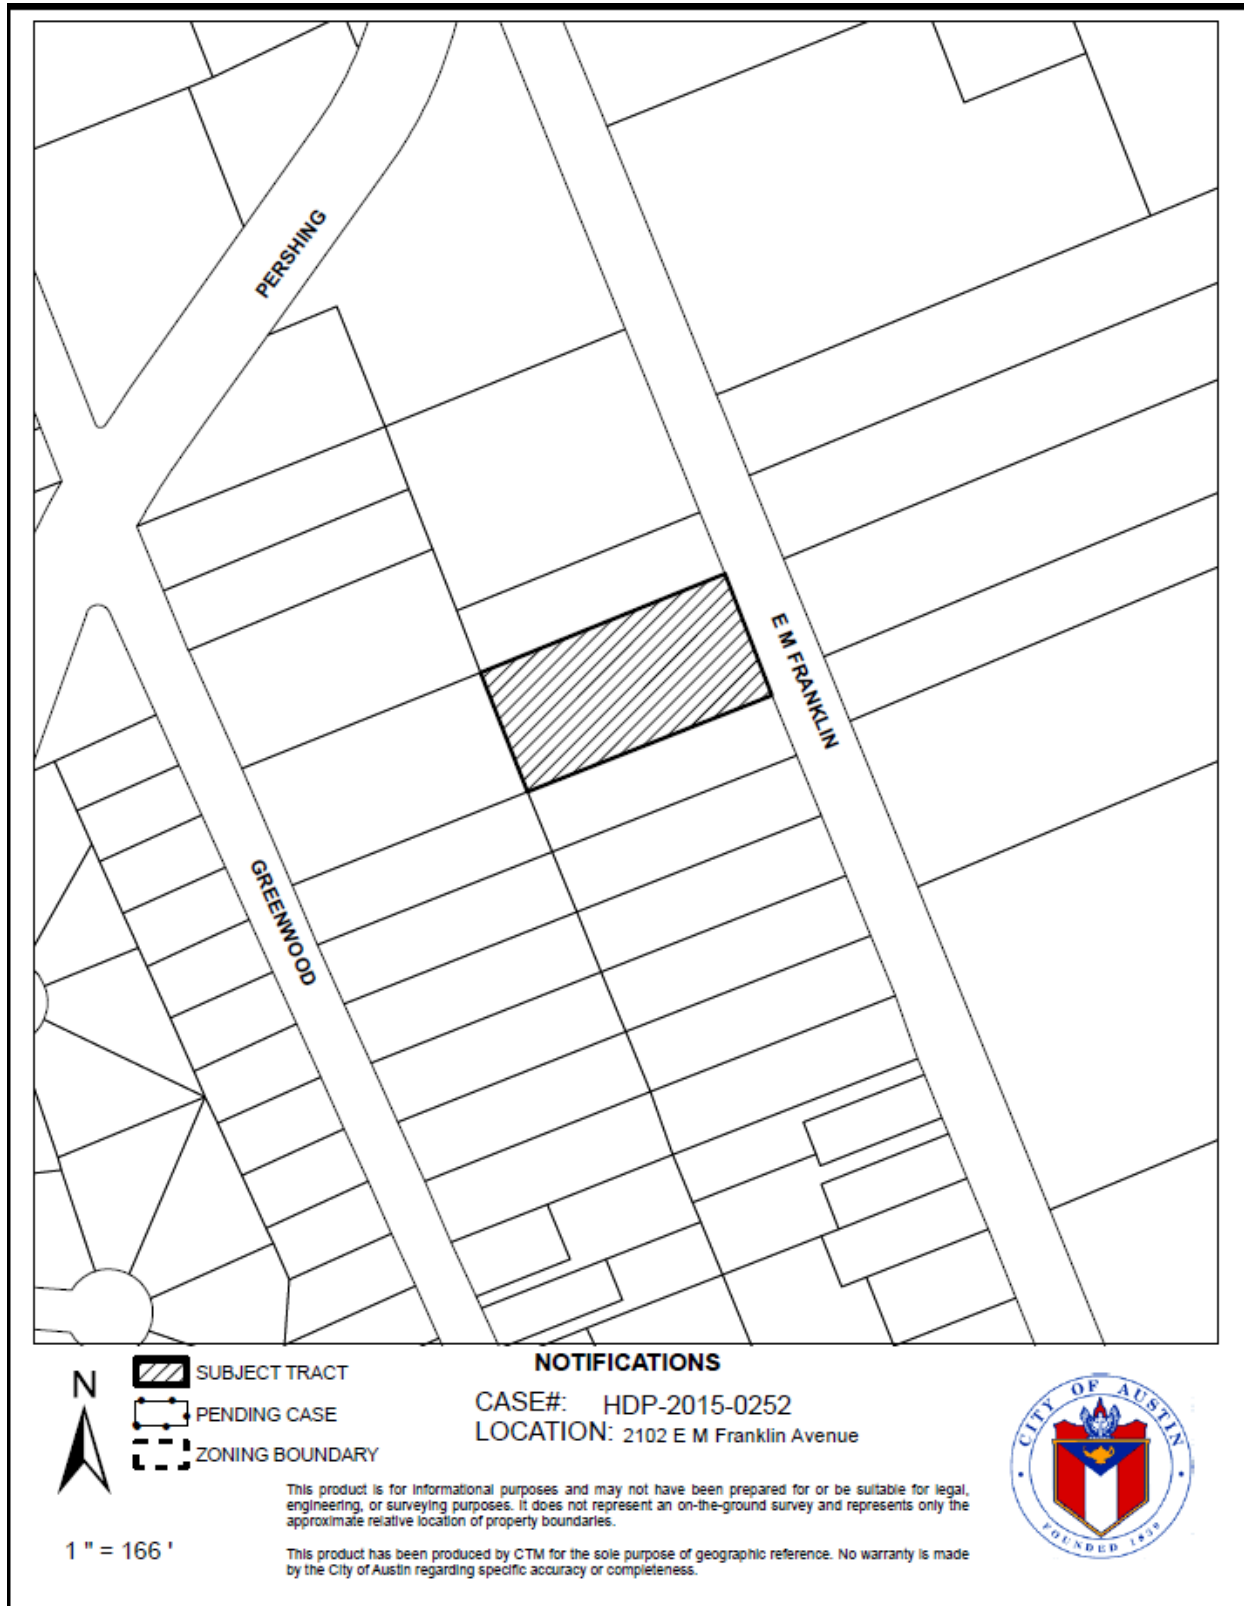 PERSHING
E M FRANKLIN
GREENWOOD
N
SUBJECT TRACT
PENDING CASE
ZONING BOUNDARY
1 " = 166 '
NOTIFICATIONS
CASE#: HDP-2015-0252
LOCATION: 2102 E M Franklin Avenue
This product is for informational purposes and may not have been prepared for or be suitable for legal,
engineering, or surveying purposes. It does not represent an on-the-ground survey and represents only the
approximate relative location of property boundaries.
This product has been produced by CTM for the sole purpose of geographic reference. No warranty is made
by the City of Austin regarding specific accuracy or completeness.
CITY OF AUSTIN
FOUNDED 1839